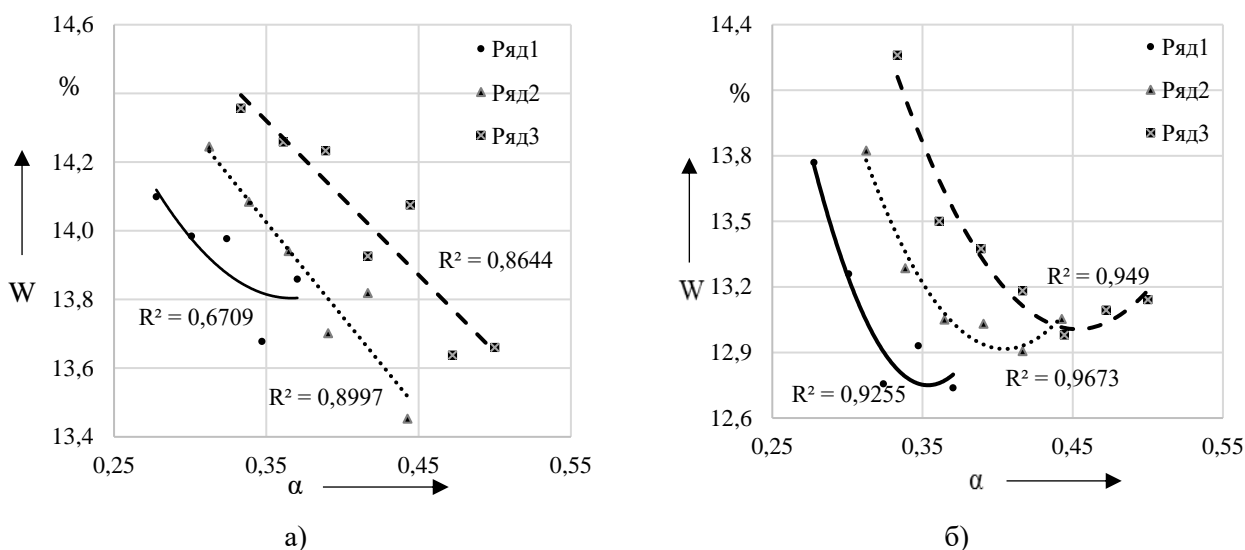 14,6
%
14,2
14,0
W
13,8
13,6
13,4
0,25
0,35
0,45
0,55
α
Ряд1
Ряд2
Ряд3
R² = 0,8644
R² = 0,6709
R² = 0,8997
а)
14,4
%
13,8
13,5
W
13,2
12,9
12,6
0,25
0,35
0,45
0,55
α
Ряд1
Ряд2
Ряд3
R² = 0,949
R² = 0,9673
R² = 0,9255
б)